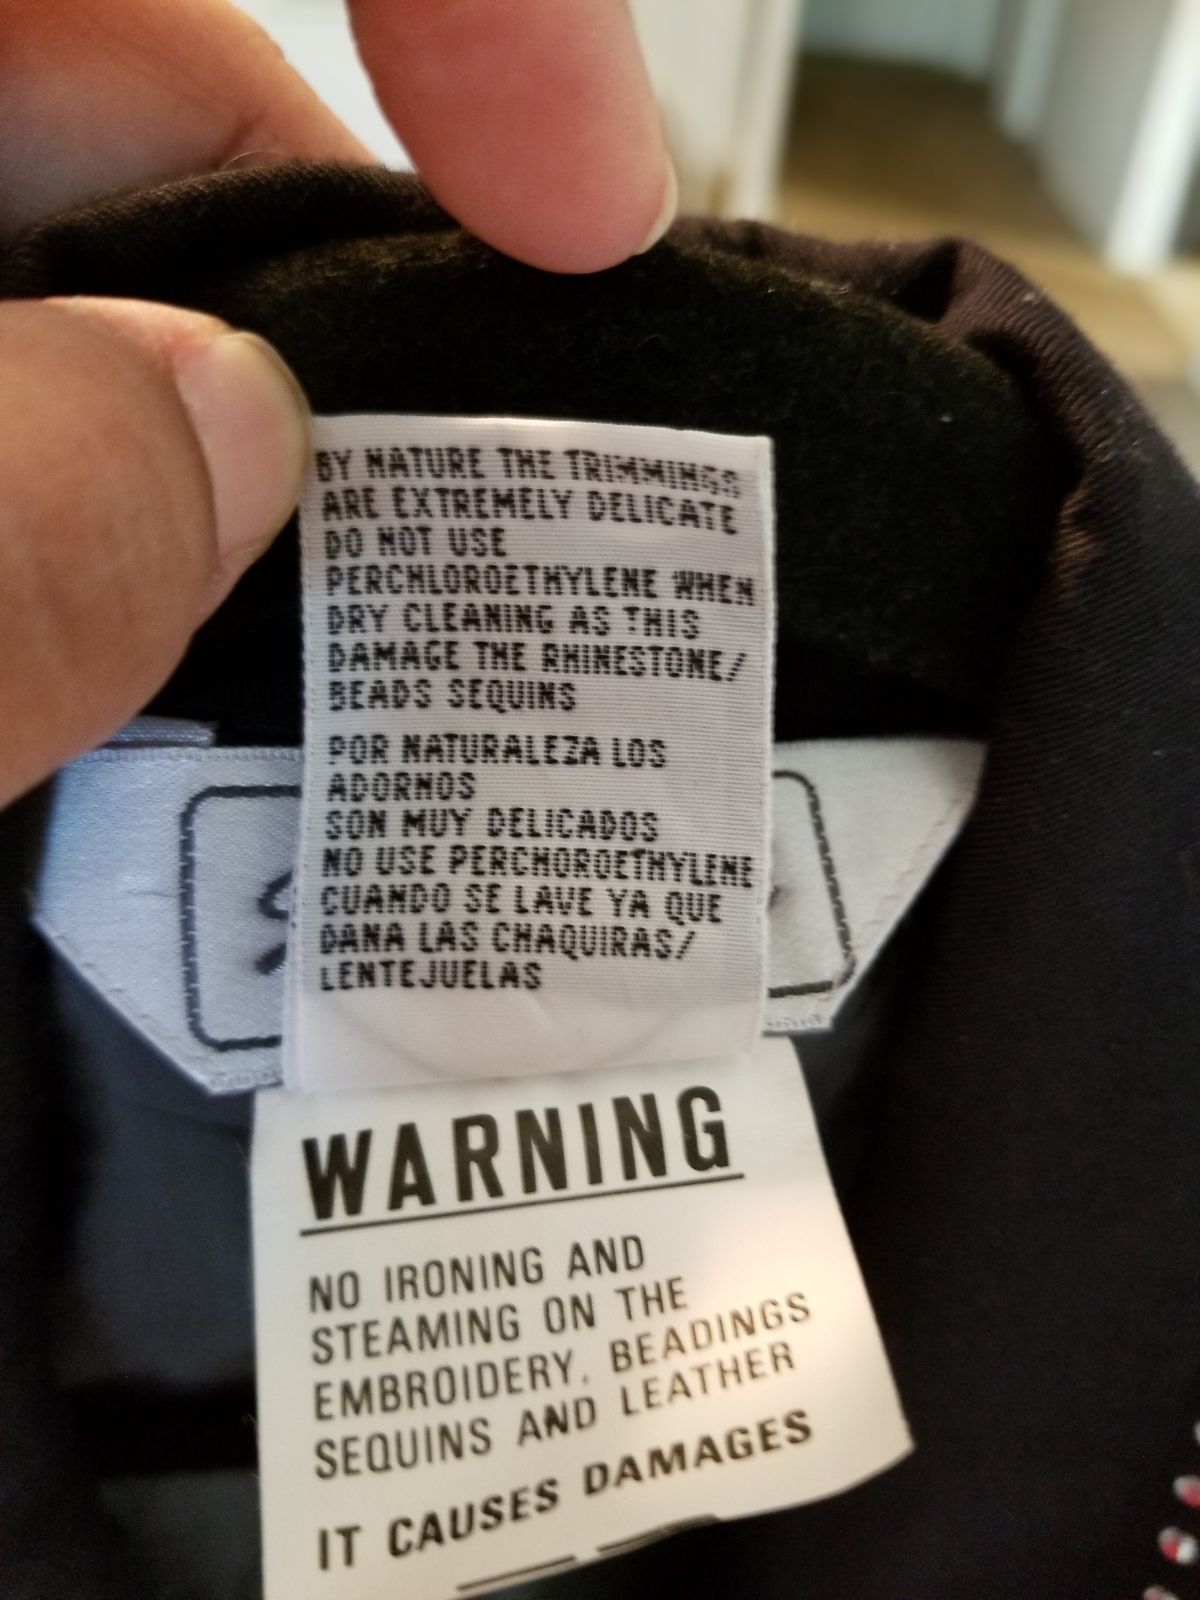 BY NATURE THE TRIMMINGS
ARE EXTREMELY DELICATE
DO NOT USE
PERCHLOROETHYLENE WHEN
DRY CLEANING AS THIS
DAMAGE THE RHINESTONE/
BEADS SEQUINS
POR NATURALEZA LOS
ADORNOS
SON MUY DELICADOS
NO USE PERCHOROETHYLENE
CUANDO SE LAVE YA QUE
DANA LAS CHAQUIRAS/
LENTEJUELAS
WARNING
NO IRONING AND
STEAMING ON THE
EMBROIDERY. BEADINGS
SEQUINS AND LEATHER
IT CAUSES DAMAGES